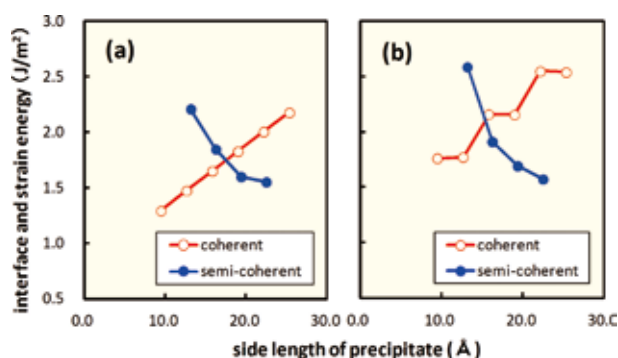 (a)
(b)
interface and strain energy (J/m²)
3.0
2.5
2.0
1.5
1.0
0.5
coherent
semi-coherent
coherent
semi-coherent
0.0 10.0 20.0 30.0 0.0 10.0 20.0 30.0
side length of precipitate (Å)